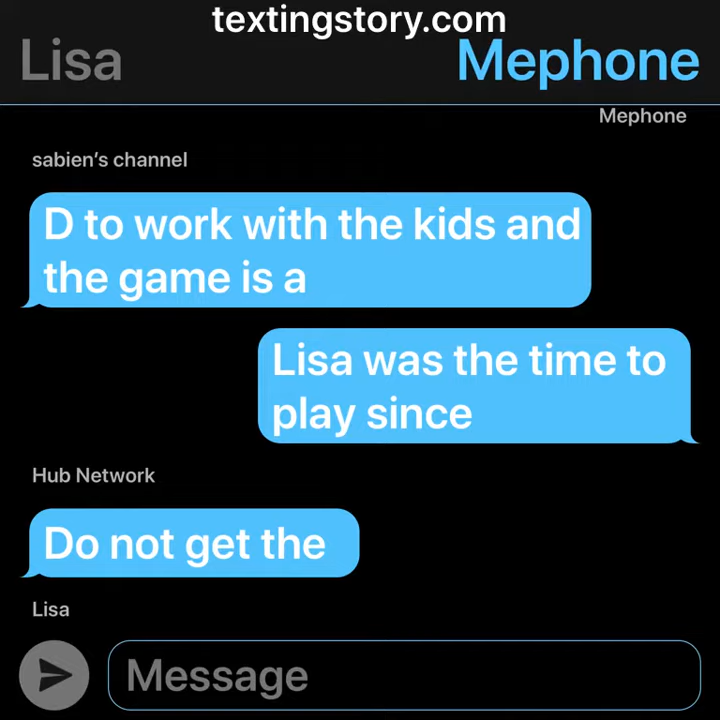 textingstory.com
Lisa
Mephone
Mephone
sabien's channel
D to work with the kids and
the game is a
Lisa was the time to
play since
Hub Network
Do not get the
Lisa
Message